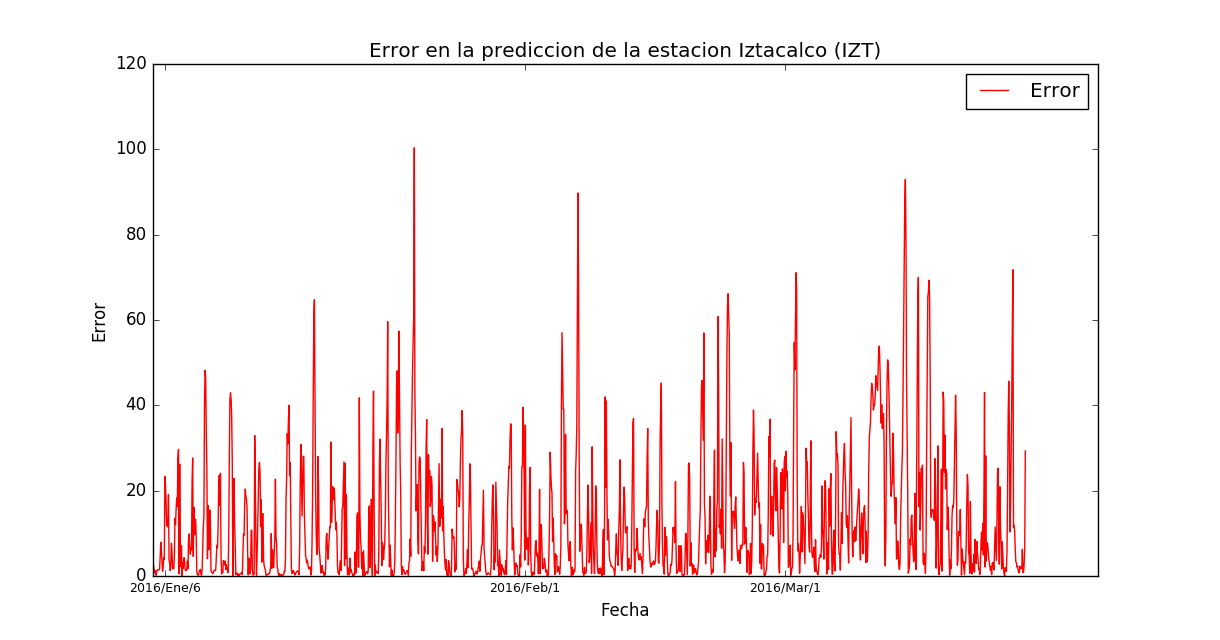 Error en la prediccion de la estacion Iztacalco (IZT)
120
Error
100
80
60
Error
40
20
0
2016/Ene/6
2016/Feb/1
2016/Mar/1
Fecha